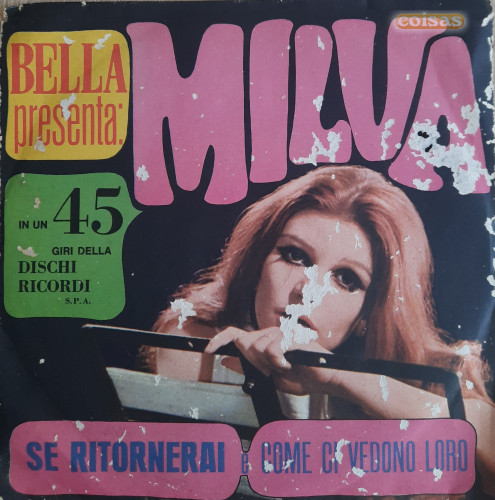 coisas
BELLA
presenta:
MILVA
IN UN 45
GIRI DELLA
DISCHI
RICORDI
S.P.A.
SE RITORNERAI e COME CI VEDONO LORO